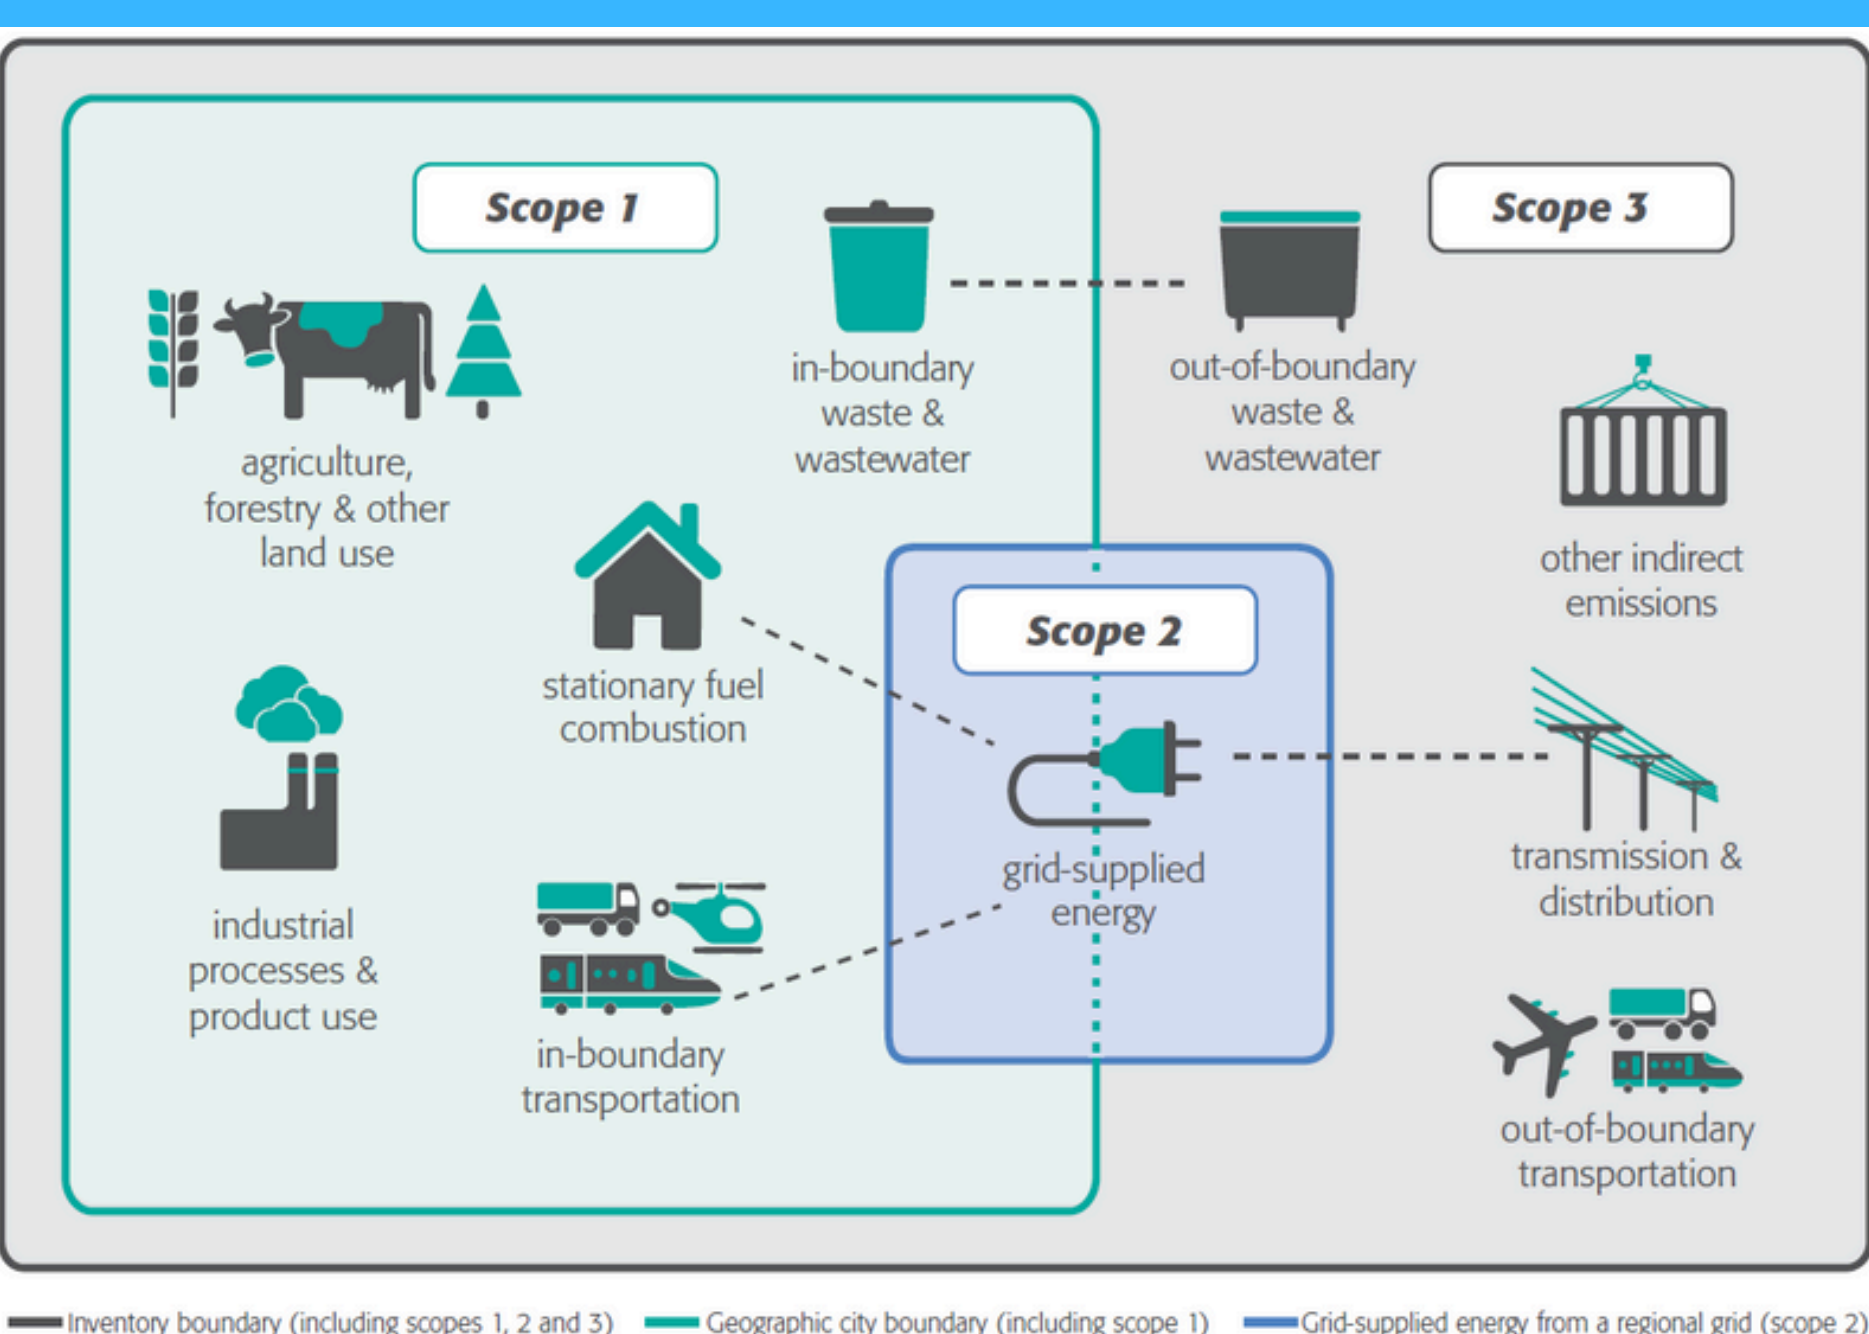 Scope 1
Scope 3
in-boundary
waste &
wastewater
out-of-boundary
waste &
wastewater
agriculture,
forestry & other
land use
other indirect
emissions
Scope 2
stationary fuel
combustion
grid-supplied
energy
transmission &
distribution
industrial
processes &
product use
in-boundary
transportation
out-of-boundary
transportation
Inventory boundary (including scopes 1, 2 and 3)
Geographic city boundary (including scope 1)
Grid-supplied energy from a regional grid (scope 2)